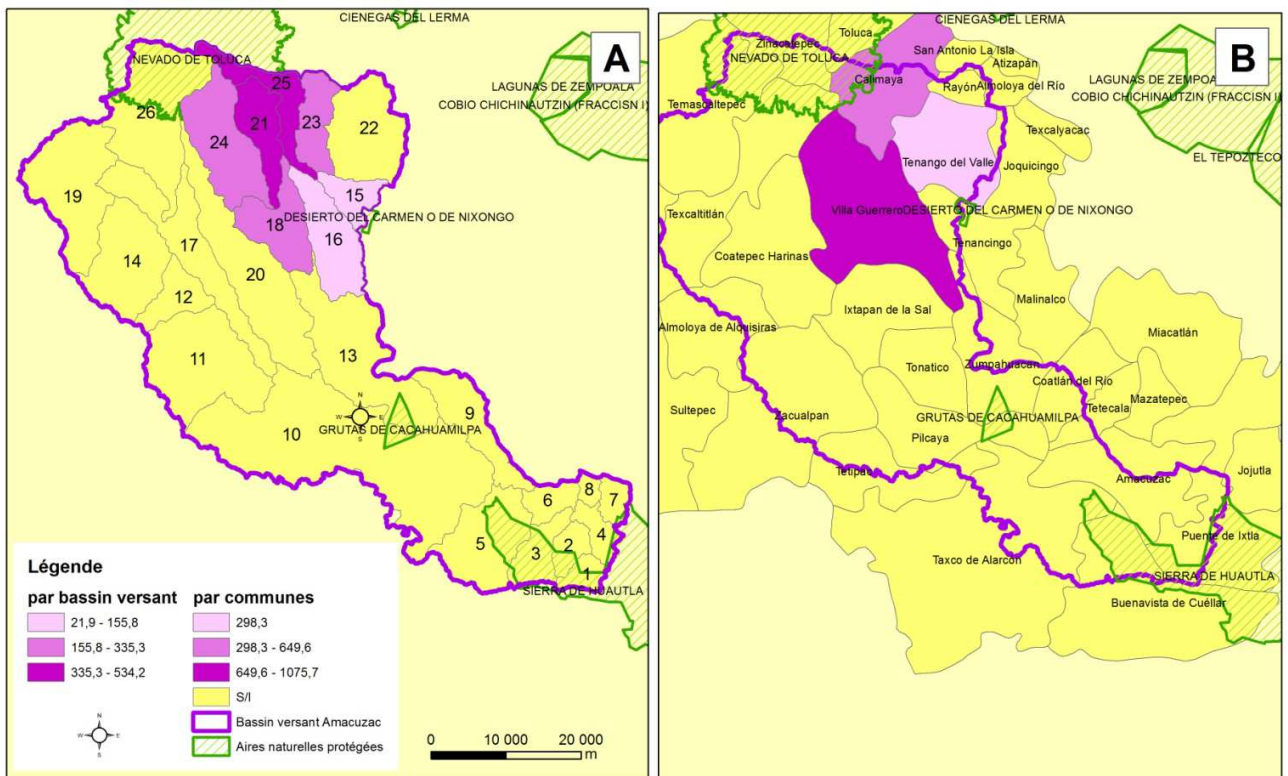 CIENEGAS DEL LERMA
A
NEVADO DE TOLUCA
LAGUNAS DE ZEMPOALA
COBIO CHICHINAUTZIN (FRACCISN I)
25
26
21
23
22
24
15
19
18
DESIERTO DEL CARMEN O DE NIXONGO
16
17
14
20
12
11
13
9
10
GRUTAS DE CACAHUAMILPA
N
W E
S
8
6
7
5
3
2
4
1
SIERRA DE HUAUTLA
Légende
par bassin versant
21,9 - 155,8
155,8 - 335,3
335,3 - 534,2
par communes
298,3
298,3 - 649,6
649,6 - 1075,7
S/I
Bassin versant Amacuzac
Aires naturelles protégées
N
W E
S
0 10 000 20 000
m
CIENEGAS DEL LERMA
B
Toluca
Zinacatepec
San Antonio La Isla
NEVADO DE TOLUCA
Atizapán
Calimaya
LAGUNAS DE ZEMPOALA
Rayón
Almoloya del Río
COBIO CHICHINAUTZIN (FRACCISN I)
Temascaltepec
Texcalyacac
EL TEPOZTECO
Tenango del Valle
Joquicingo
Texcaltitlán
Villa Guerrero
DESIERTO DEL CARMEN O DE NIXONGO
Tenancingo
Coatepec Harinas
Malinalco
Ixtapan de la Sal
Almoloya de Alquisiras
Miacatlán
Tonatico
Zumpahuacan
Coatlán del Río
Mazatepec
Tetecala
Sultepec
Zacualpan
GRUTAS DE CACAHUAMILPA
Pilcaya
Tetipac
Jojutla
Amacuzac
Puente de Ixtla
Taxco de Alarcón
SIERRA DE HUAUTLA
Buenavista de Cuéllar